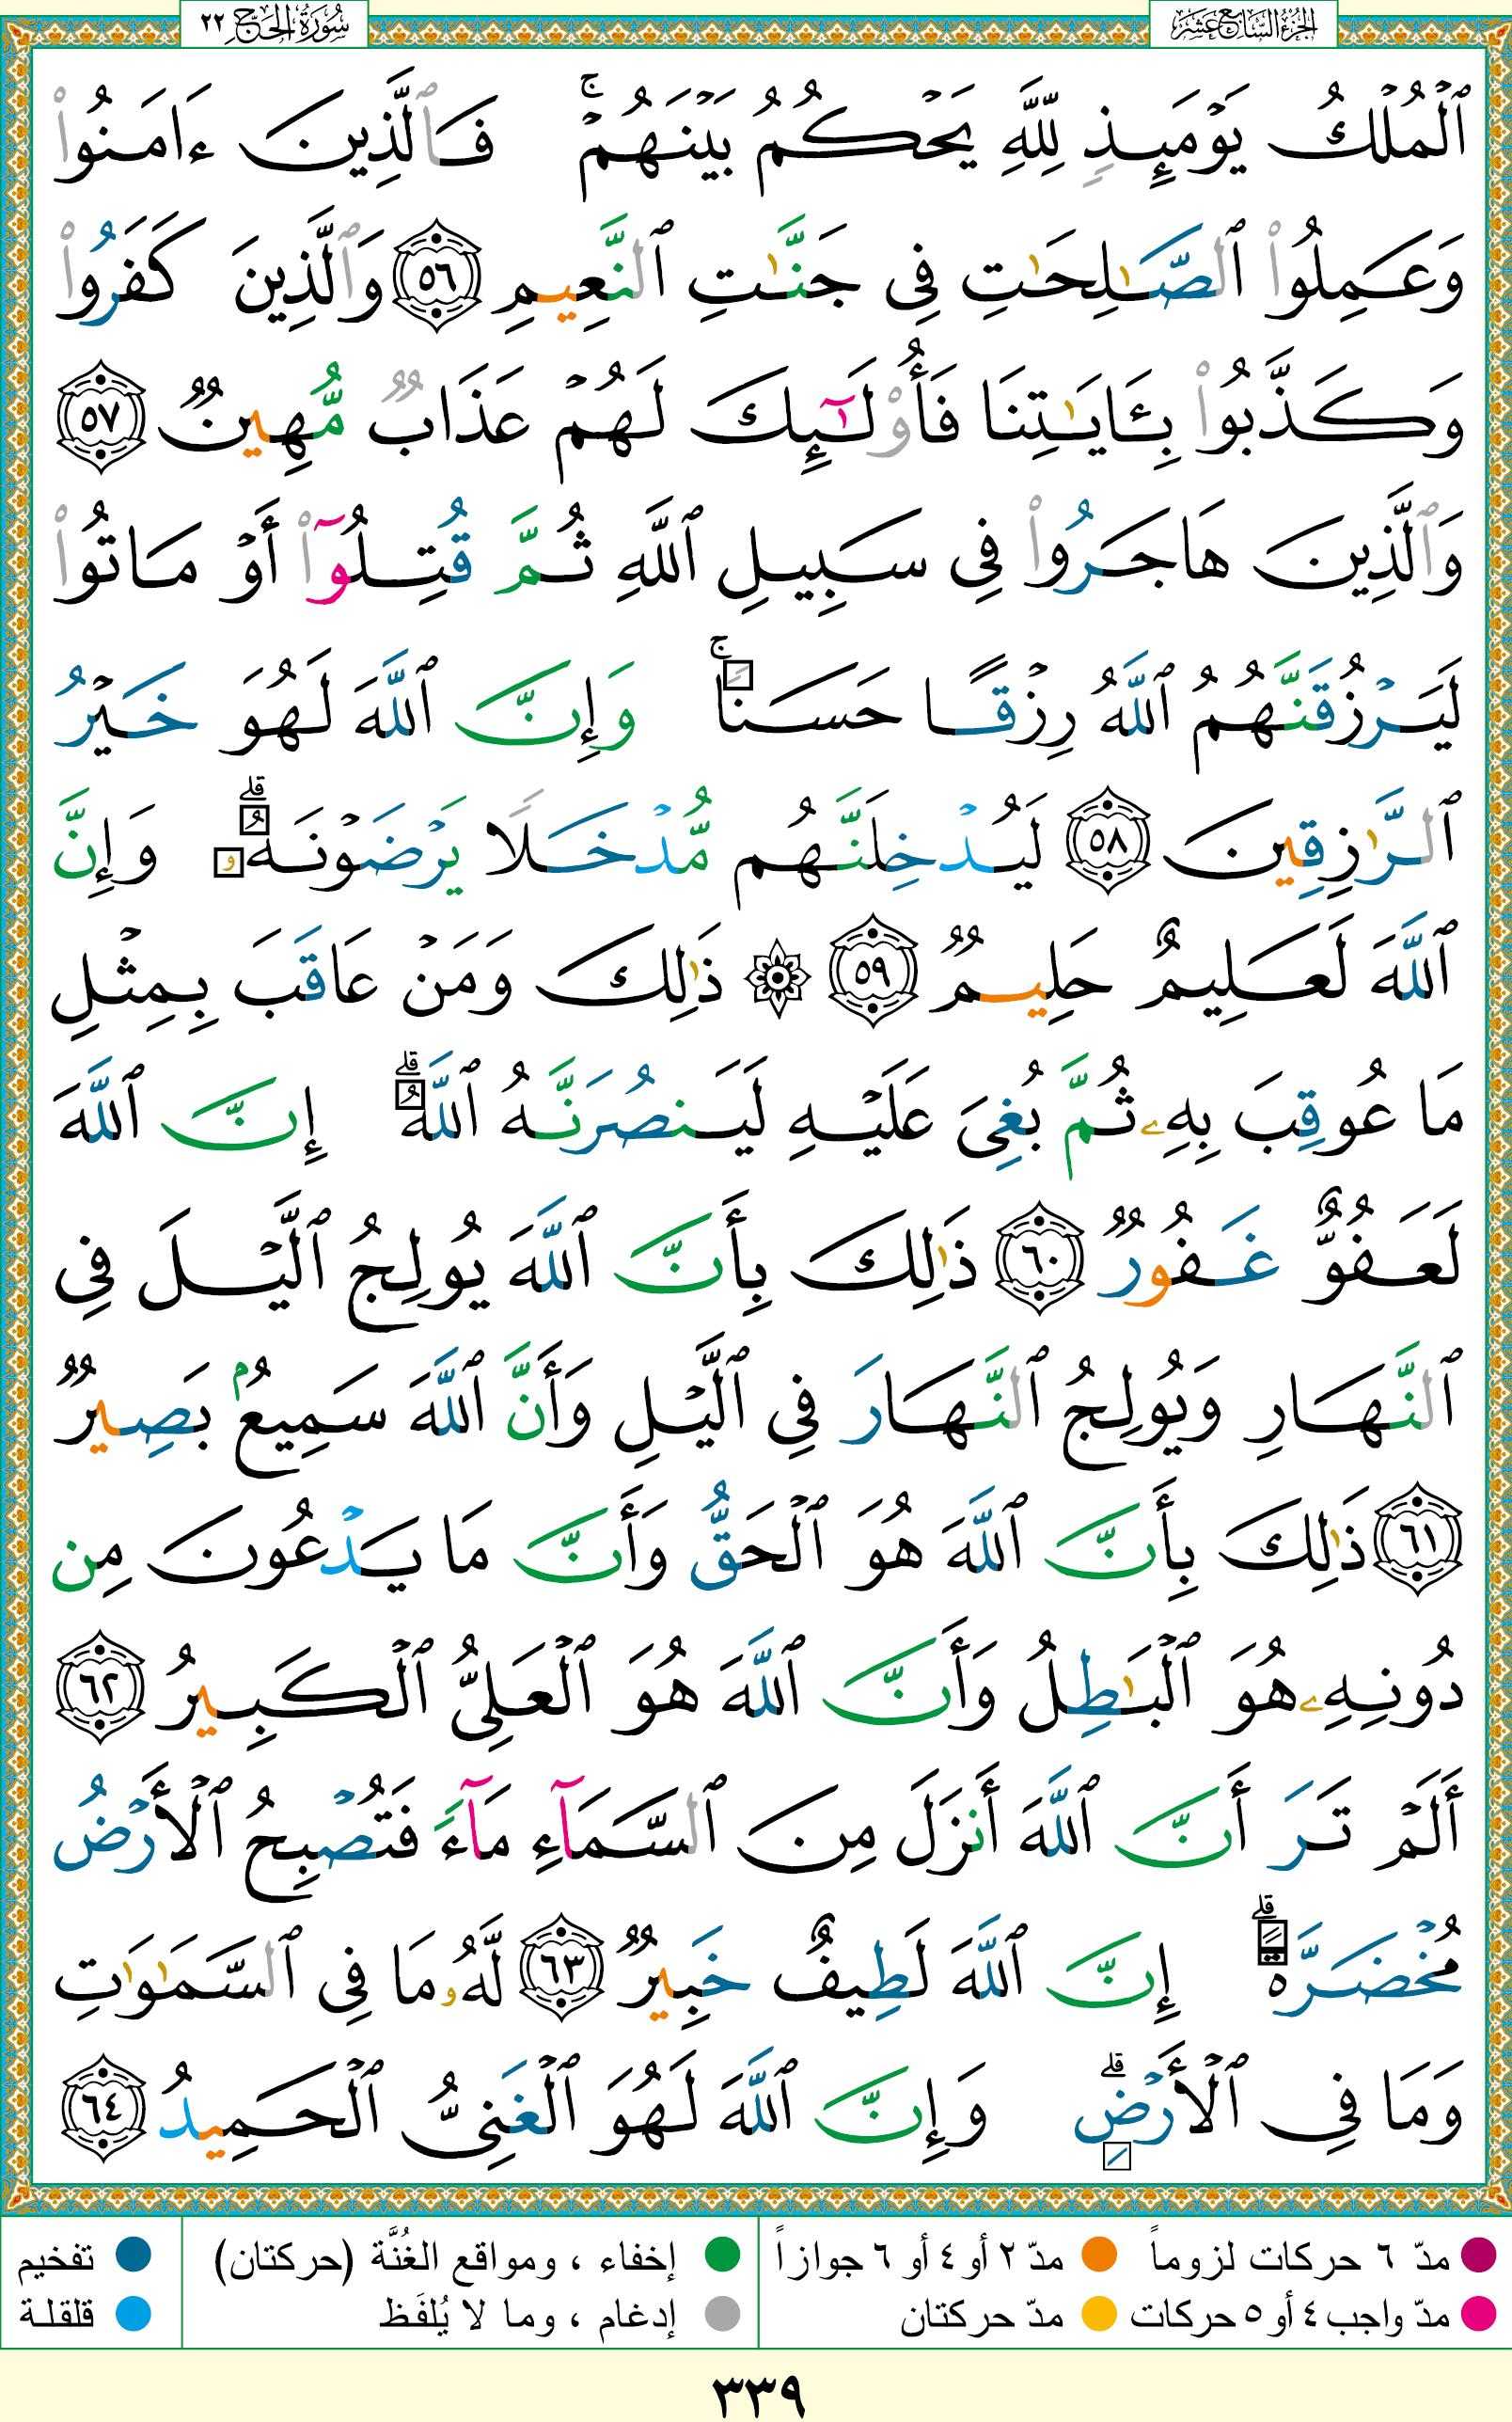 الجزء السابع عشر
سورة الحج ٢٢
ٱلۡمُلۡكُ يَوۡمَئِذٖ لِّلَّهِ يَحۡكُمُ بَيۡنَهُمۡۚ فَٱلَّذِينَ ءَامَنُواْ
وَعَمِلُواْ ٱلصَّـٰلِحَٰتِ فِي جَنَّٰتِ ٱلنَّعِيمِ ٥٦ وَٱلَّذِينَ كَفَرُواْ
وَكَذَّبُواْ بِـَٔايَٰتِنَا فَأُوْلَٰٓئِكَ لَهُمۡ عَذَابٞ مُّهِينٞ ٥٧
وَٱلَّذِينَ هَاجَرُواْ فِي سَبِيلِ ٱللَّهِ ثُمَّ قُتِلُوٓاْ أَوۡ مَاتُواْ
لَيَرۡزُقَنَّهُمُ ٱللَّهُ رِزۡقًا حَسَنٗاۚ وَإِنَّ ٱللَّهَ لَهُوَ خَيۡرُ
ٱلرَّٰزِقِينَ ٥٨ لَيُدۡخِلَنَّهُم مُّدۡخَلٗا يَرۡضَوۡنَهُۥۗ وَإِنَّ
ٱللَّهَ لَعَلِيمٌ حَلِيمٞ ٥٩ ۞ ذَٰلِكَ وَمَنۡ عَاقَبَ بِمِثۡلِ
مَا عُوقِبَ بِهِۦ ثُمَّ بُغِيَ عَلَيۡهِ لَيَنصُرَنَّهُ ٱللَّهُۗ إِنَّ ٱللَّهَ
لَعَفُوٌّ غَفُورٞ ٦٠ ذَٰلِكَ بِأَنَّ ٱللَّهَ يُولِجُ ٱلَّيۡلَ فِي
ٱلنَّهَارِ وَيُولِجُ ٱلنَّهَارَ فِي ٱلَّيۡلِ وَأَنَّ ٱللَّهَ سَمِيعُۢ بَصِيرٞ
٦١ ذَٰلِكَ بِأَنَّ ٱللَّهَ هُوَ ٱلۡحَقُّ وَأَنَّ مَا يَدۡعُونَ مِن
دُونِهِۦ هُوَ ٱلۡبَٰطِلُ وَأَنَّ ٱللَّهَ هُوَ ٱلۡعَلِيُّ ٱلۡكَبِيرُ ٦٢
أَلَمۡ تَرَ أَنَّ ٱللَّهَ أَنزَلَ مِنَ ٱلسَّمَآءِ مَآءٗ فَتُصۡبِحُ ٱلۡأَرۡضُ
مُخۡضَرَّةًۗ إِنَّ ٱللَّهَ لَطِيفٌ خَبِيرٞ ٦٣ لَّهُۥ مَا فِي ٱلسَّمَٰوَٰتِ
وَمَا فِي ٱلۡأَرۡضِۗ وَإِنَّ ٱللَّهَ لَهُوَ ٱلۡغَنِيُّ ٱلۡحَمِيدُ ٦٤
مدّ ٦ حركات لزوماً مدّ ٢ أو ٤ أو ٦ جوازاً إخفاء ، ومواقع الغُنَّة (حركتان) تفخيم
مدّ واجب ٤ أو ٥ حركات مدّ حركتان إدغام ، وما لا يُلفَظ قلقلة
٣٣٩